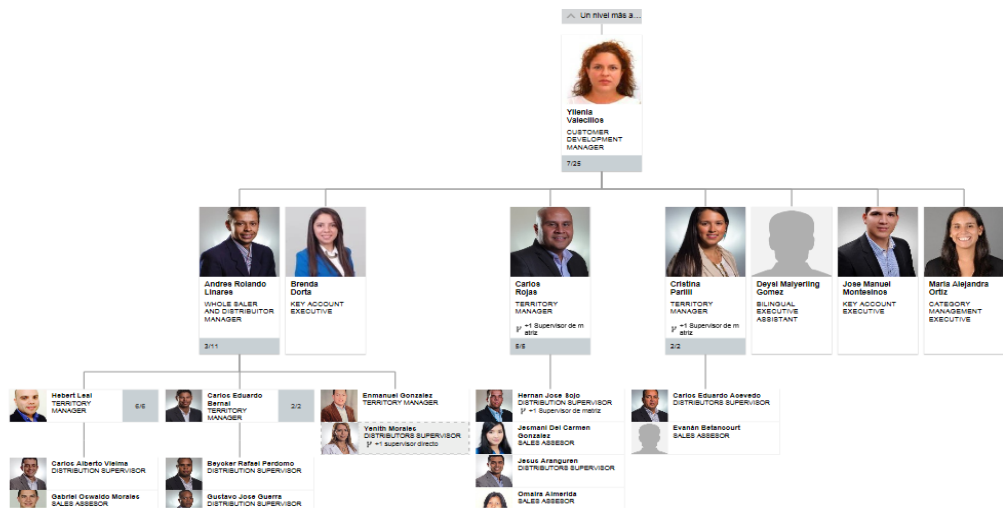 Un nivel más a...
Yllenia
Valecillos
CUSTOMER
DEVELOPMENT
MANAGER
7/25
Andres Rolando
Linares
WHOLE SALER
AND DISTRIBUITOR
MANAGER
3/11
Brenda
Dorta
KEY ACCOUNT
EXECUTIVE
Carlos
Rojas
TERRITORY
MANAGER
+1 Supervisor de m
atriz
5/5
Cristina
Parilli
TERRITORY
MANAGER
+1 Supervisor de m
atriz
2/2
Deysi Maiyerling
Gomez
BILINGUAL
EXECUTIVE
ASSISTANT
Jose Manuel
Montesinos
KEY ACCOUNT
EXECUTIVE
Maria Alejandra
Ortiz
CATEGORY
MANAGEMENT
EXECUTIVE
Hebert Leal
TERRITORY
MANAGER
6/6
Carlos Eduardo
Bernal
TERRITORY
MANAGER
2/2
Enmanuel Gonzalez
TERRITORY MANAGER
Yenith Morales
DISTRIBUTORS SUPERVISOR
+1 supervisor directo
Hernan Jose Sojo
DISTRIBUTION SUPERVISOR
+1 Supervisor de matriz
Jesmani Del Carmen
Gonzalez
SALES ASSESOR
Jesus Aranguren
DISTRIBUTORS SUPERVISOR
Omaira Almerida
SALES ASESOR
Carlos Eduardo Acevedo
DISTRIBUTORS SUPERVISOR
Evanán Betancourt
SALES ASSESOR
Carlos Alberto Vielma
DISTRIBUTION SUPERVISOR
Gabriel Oswaldo Morales
SALES ASSESOR
Beyoker Rafael Perdomo
DISTRIBUTION SUPERVISOR
Gustavo José Guerra
DISTRIBUTION SUPERVISOR